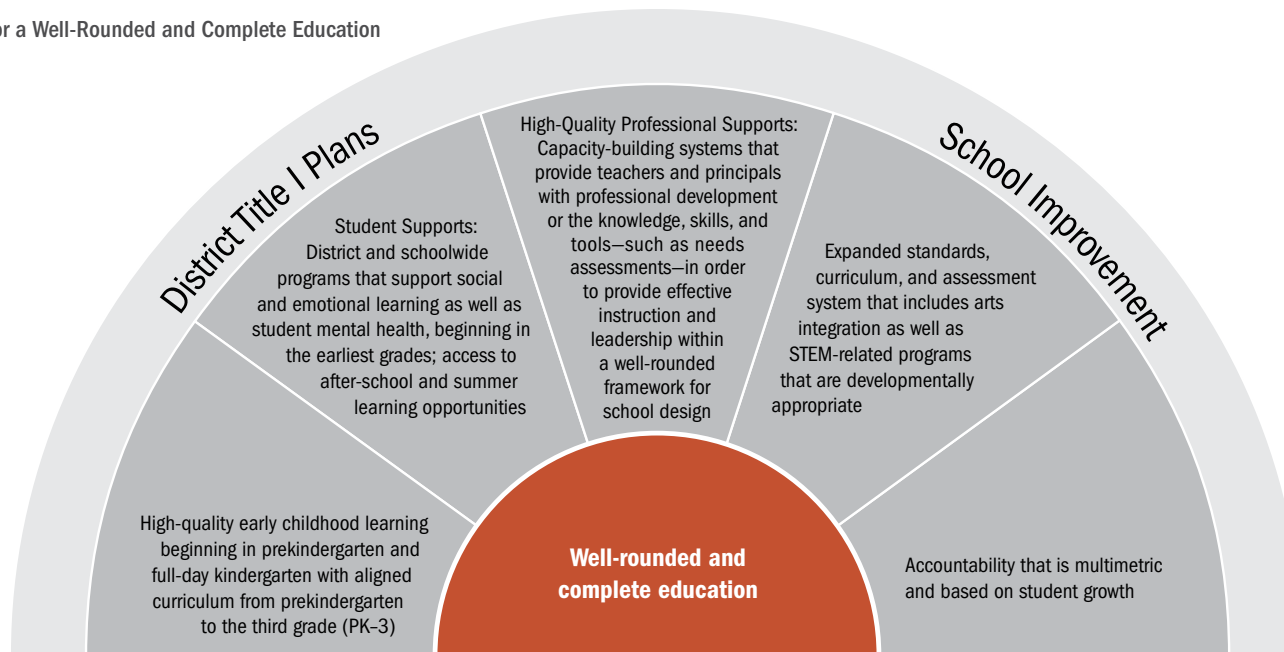 for a Well-Rounded and Complete Education
District Title I Plans
School Improvement
High-quality early childhood learning
beginning in prekindergarten and
full-day kindergarten with aligned
curriculum from prekindergarten
to the third grade (PK–3)
Student Supports:
District and schoolwide
programs that support social
and emotional learning as well as
student mental health, beginning in
the earliest grades; access to
after-school and summer
learning opportunities
High-Quality Professional Supports:
Capacity-building systems that
provide teachers and principals
with professional development
or the knowledge, skills, and
tools—such as needs
assessments—in order
to provide effective
instruction and
leadership within
a well-rounded
framework for
school design
Expanded standards,
curriculum, and assessment
system that includes arts
integration as well as
STEM-related programs
that are developmentally
appropriate
Accountability that is multimetric
and based on student growth
Well-rounded and
complete education